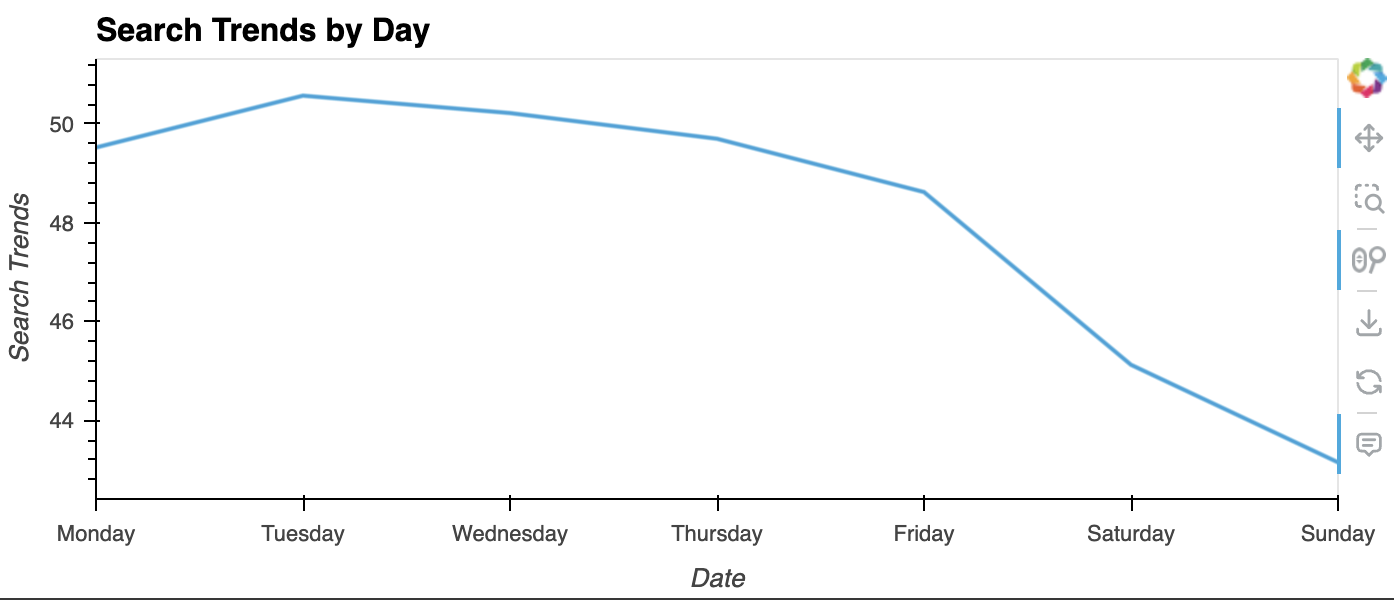 Search Trends by Day
Search Trends
50
48
46
44
Monday Tuesday Wednesday Thursday Friday Saturday Sunday
Date